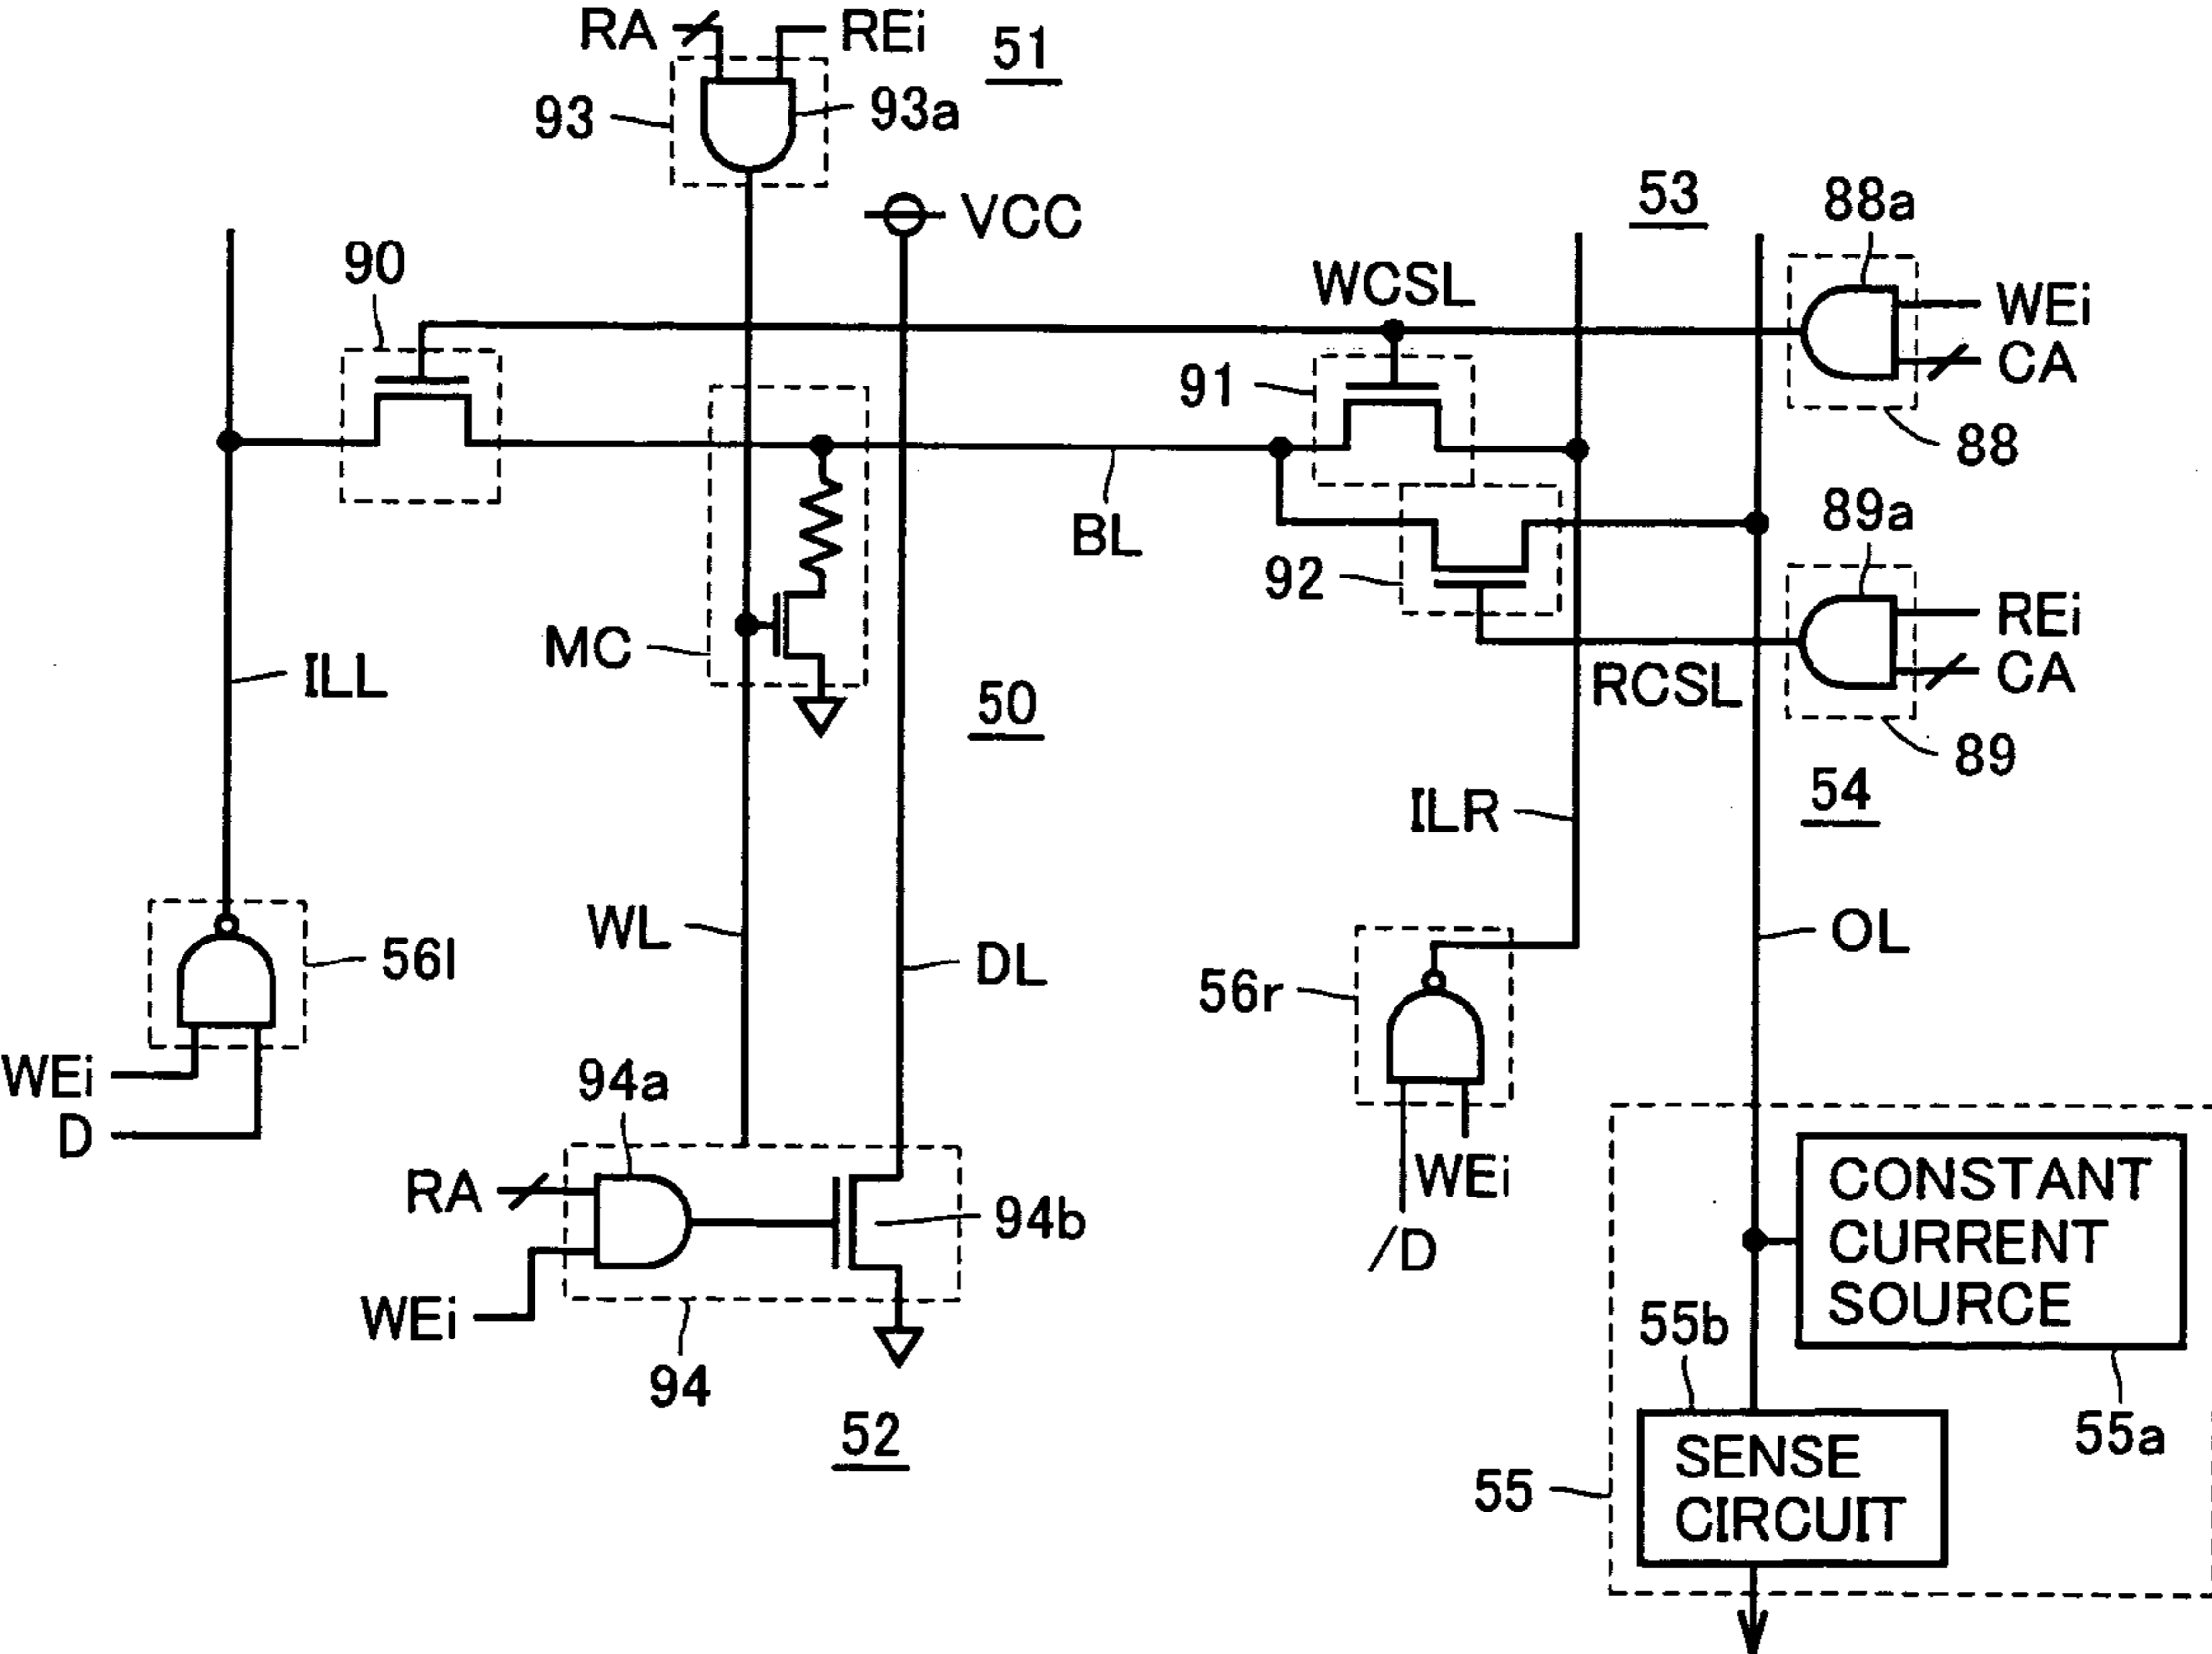 RA
REi
51
93
93a
53
88a
VCC
90
WCSL
WEi
CA
91
88
BL
89a
92
REi
CA
MC
ILL
RCSL
50
89
54
ILR
WL
OL
56l
DL
56r
WEi
D
94a
RA
WEi
94b
/D
CONSTANT
CURRENT
SOURCE
WEi
55b
94
52
55a
SENSE
CIRCUIT
55